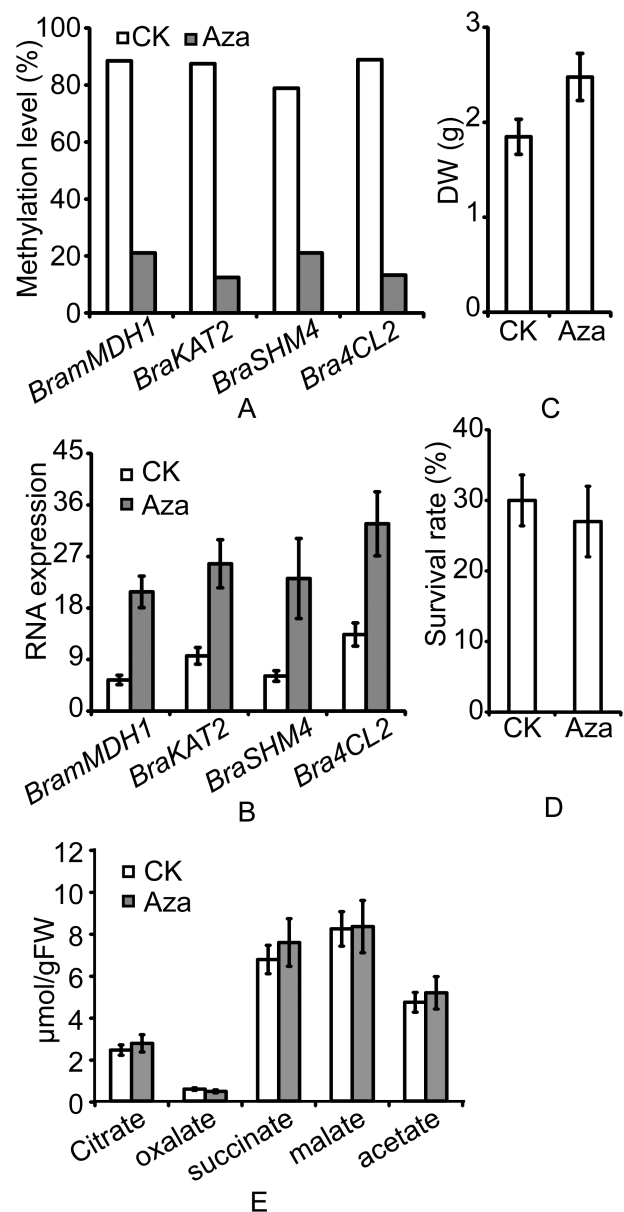 Methylation level (%)
100
80
60
40
20
0
CK Aza
BramMDH1
BraKAT2
BraSHM4
Bra4CL2
A
DW (g)
3
2
1
0
CK
Aza
C
RNA expression
45
36
27
18
9
0
CK
Aza
BramMDH1
BraKAT2
BraSHM4
Bra4CL2
B
Survival rate (%)
40
30
20
10
0
CK
Aza
D
µmol/gFW
12
10
8
6
4
2
0
CK
Aza
Citrate
oxalate
succinate
malate
acetate
E